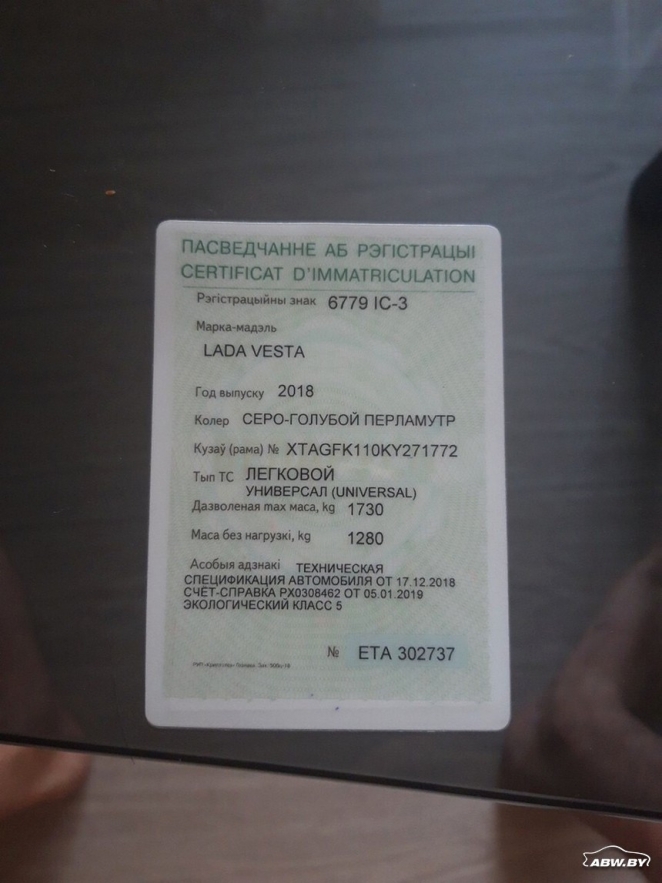 ПАСВЕДЧАННЕ АБ РЭГІСТРАЦЫІ
CERTIFICAT D'IMMATRICULATION
Рэгістрацыйны знак 6779 IC-3
Марка-мадэль
LADA VESTA
Год выпуску 2018
Колер СЕРО-ГОЛУБОЙ ПЕРЛАМУТР
Кузаў (рама) № XTAGFK110KY271772
Тып ТС ЛЕГКОВОЙ
УНИВЕРСАЛ (UNIVERSAL)
Дазволеная max маса, kg 1730
Маса без нагрузкі, kg 1280
Асобыя адзнакі ТЕХНИЧЕСКАЯ
СПЕЦИФИКАЦИЯ АВТОМОБИЛЯ ОТ 17.12.2018
СЧЁТ-СПРАВКА РХ0308462 ОТ 05.01.2019
ЭКОЛОГИЧЕСКИЙ КЛАСС 5
№ ЕТА 302737
ABW.BY